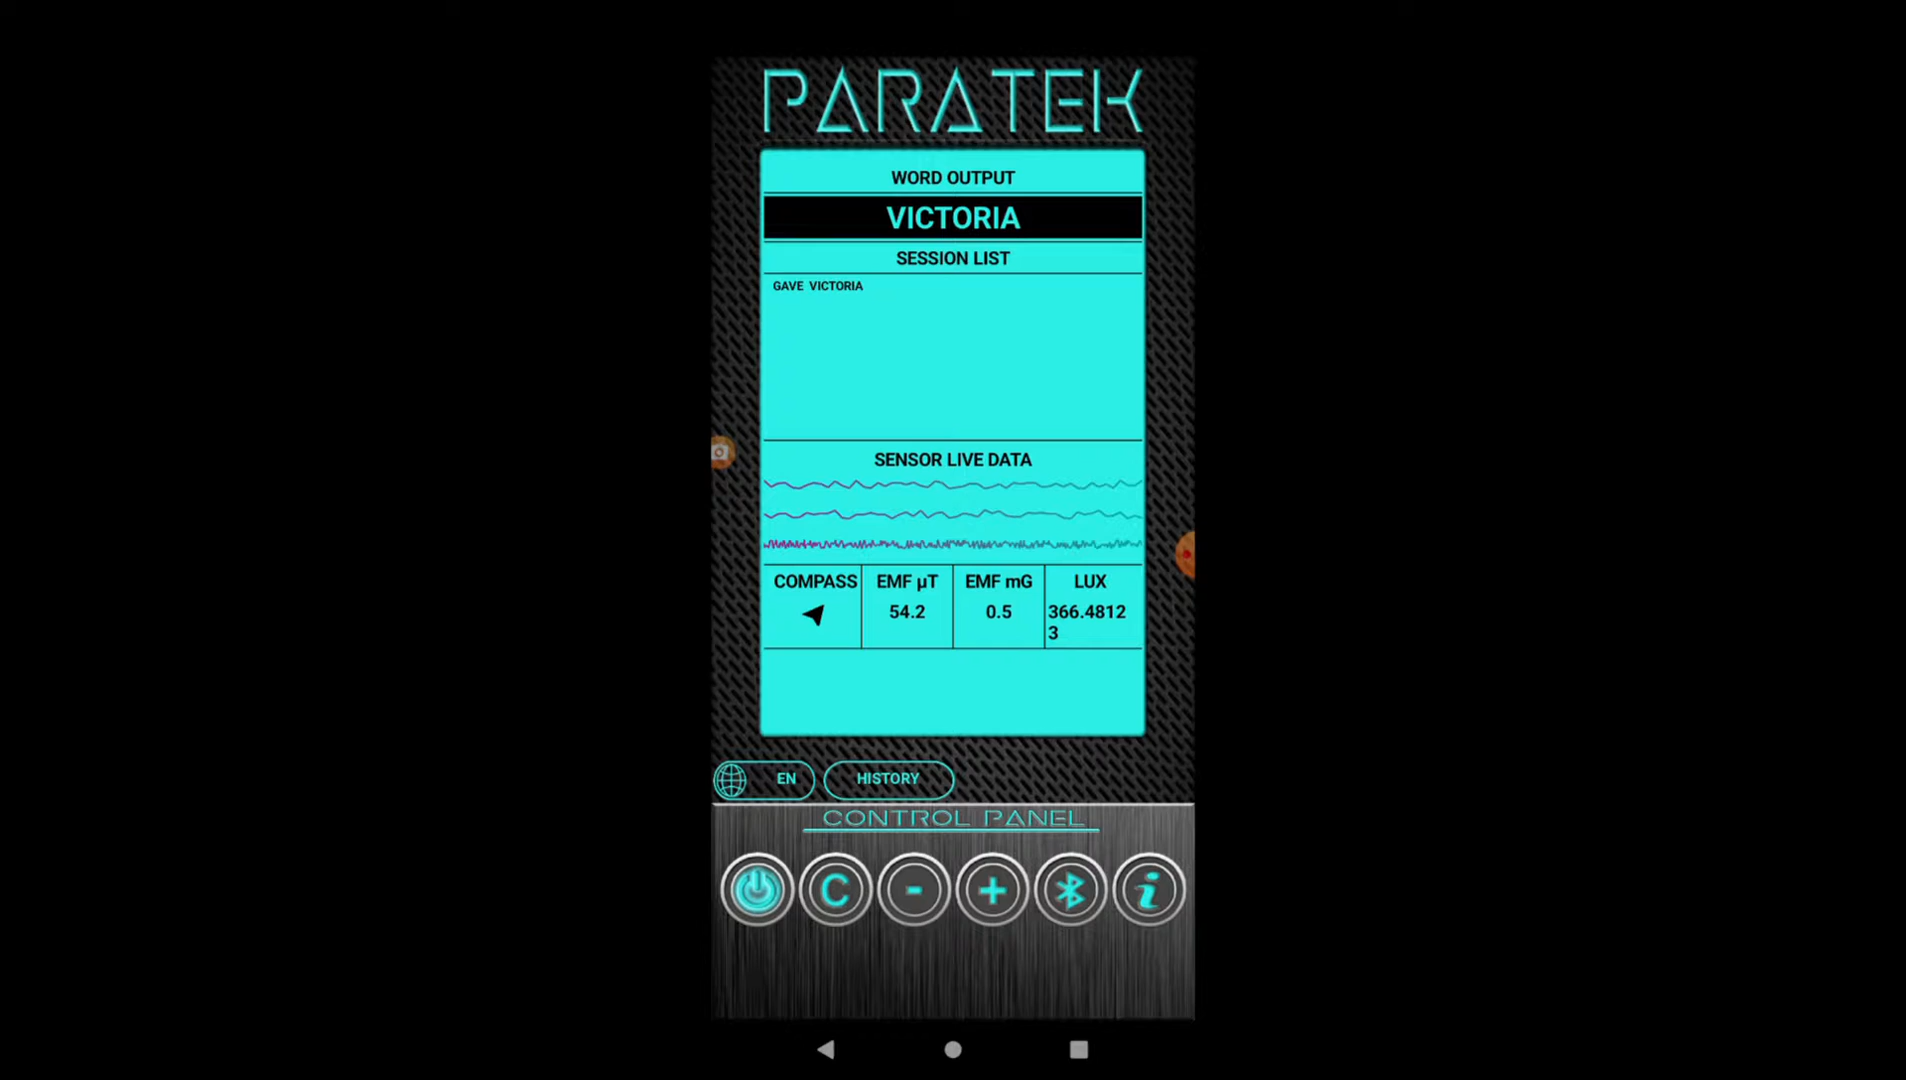 PARATEK
WORD OUTPUT
VICTORIA
SESSION LIST
GAVE VICTORIA
SENSOR LIVE DATA
COMPASS EMF µT EMF mG LUX
54.2 0.5 366.4812
3
EN HISTORY
CONTROL PANEL
C - + i